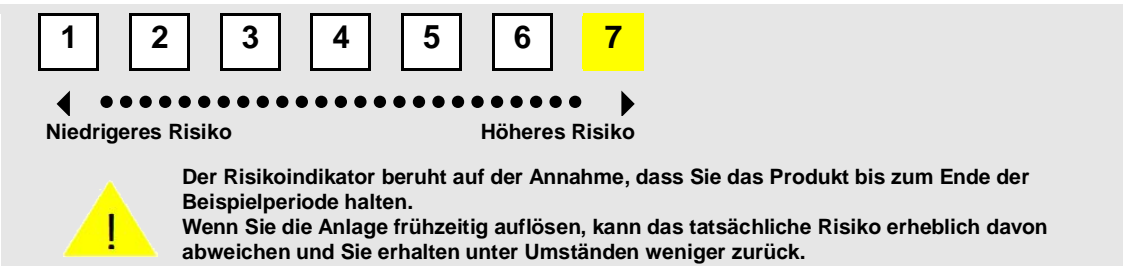 1 2 3 4 5 6 7
Niedrigeres Risiko Höheres Risiko
Der Risikoindikator beruht auf der Annahme, dass Sie das Produkt bis zum Ende der
Beispielperiode halten.
Wenn Sie die Anlage frühzeitig auflösen, kann das tatsächliche Risiko erheblich davon
abweichen und Sie erhalten unter Umständen weniger zurück.
!